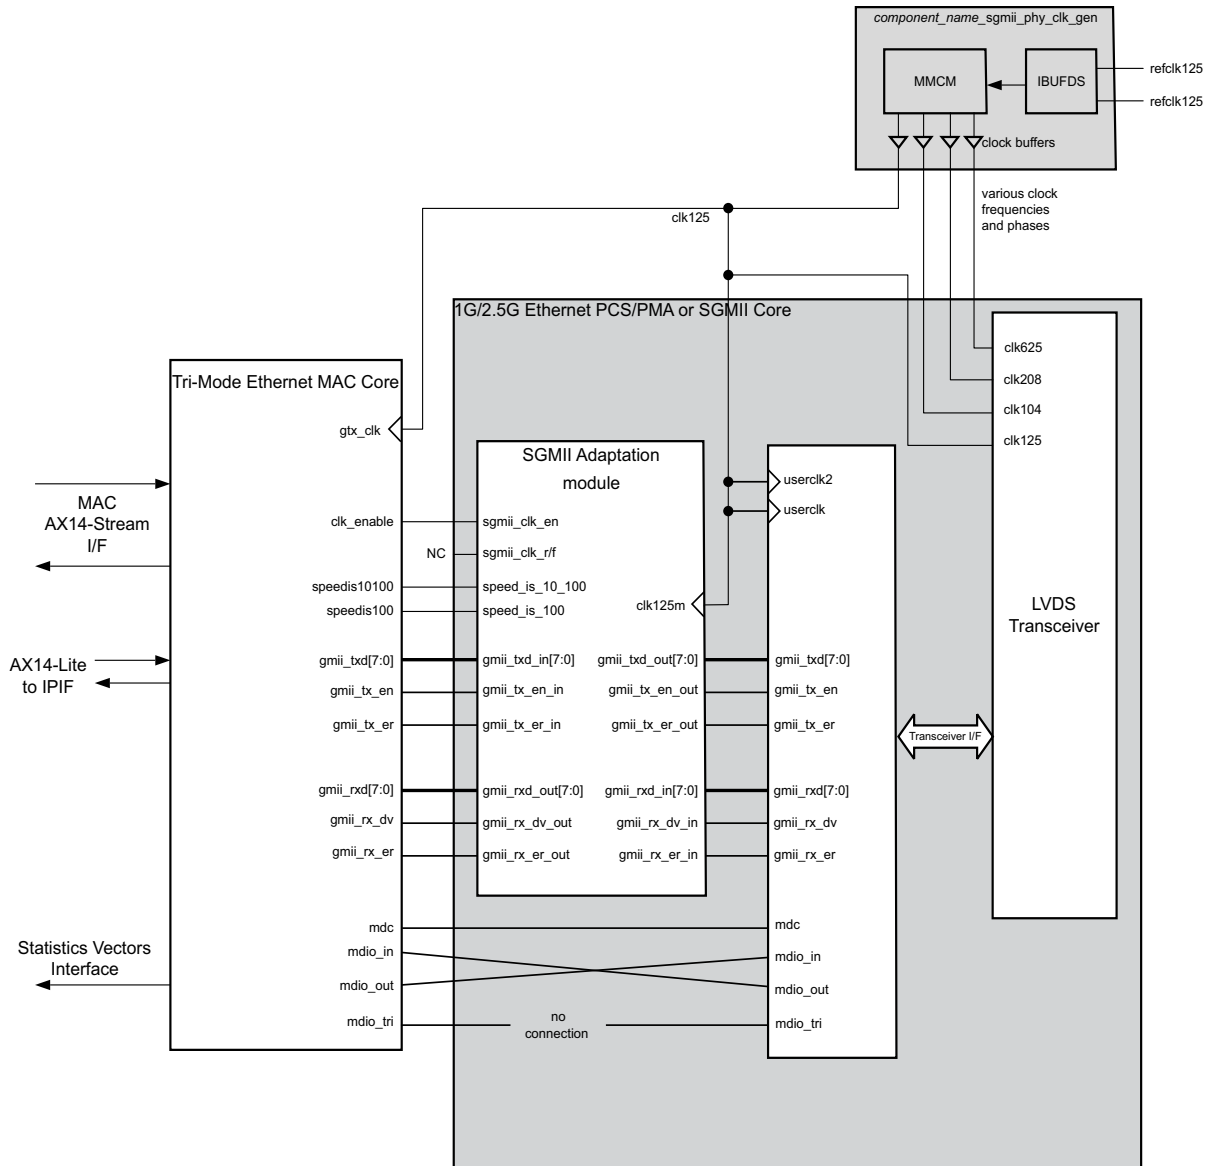 component_name_sgmii_phy_clk_gen
MMCM
IBUFDS
refclk125
refclk125
clock buffers
various clock
frequencies
and phases
clk125
1G/2.5G Ethernet PCS/PMA or SGMII Core
clk625
clk208
clk104
clk125
LVDS
Transceiver
Tri-Mode Ethernet MAC Core
gtx_clk
clk_enable
speedis10100
speedis100
gmii_txd[7:0]
gmii_tx_en
gmii_tx_er
gmii_rxd[7:0]
gmii_rx_dv
gmii_rx_er
mdc
mdio_in
mdio_out
mdio_tri
MAC
AX14-Stream
I/F
AX14-Lite
to IPIF
Statistics Vectors
Interface
NC
SGMII Adaptation
module
sgmii_clk_en
sgmii_clk_r/f
speed_is_10_100
speed_is_100
clk125m
gmii_txd_in[7:0]
gmii_tx_en_in
gmii_tx_er_in
gmii_rxd_out[7:0]
gmii_rx_dv_out
gmii_rx_er_out
gmii_txd_out[7:0]
gmii_tx_en_out
gmii_tx_er_out
gmii_rxd_in[7:0]
gmii_rx_dv_in
gmii_rx_er_in
userclk2
userclk
gmii_txd[7:0]
gmii_tx_en
gmii_tx_er
gmii_rxd[7:0]
gmii_rx_dv
gmii_rx_er
mdc
mdio_in
mdio_out
mdio_tri
Transceiver I/F
no
connection